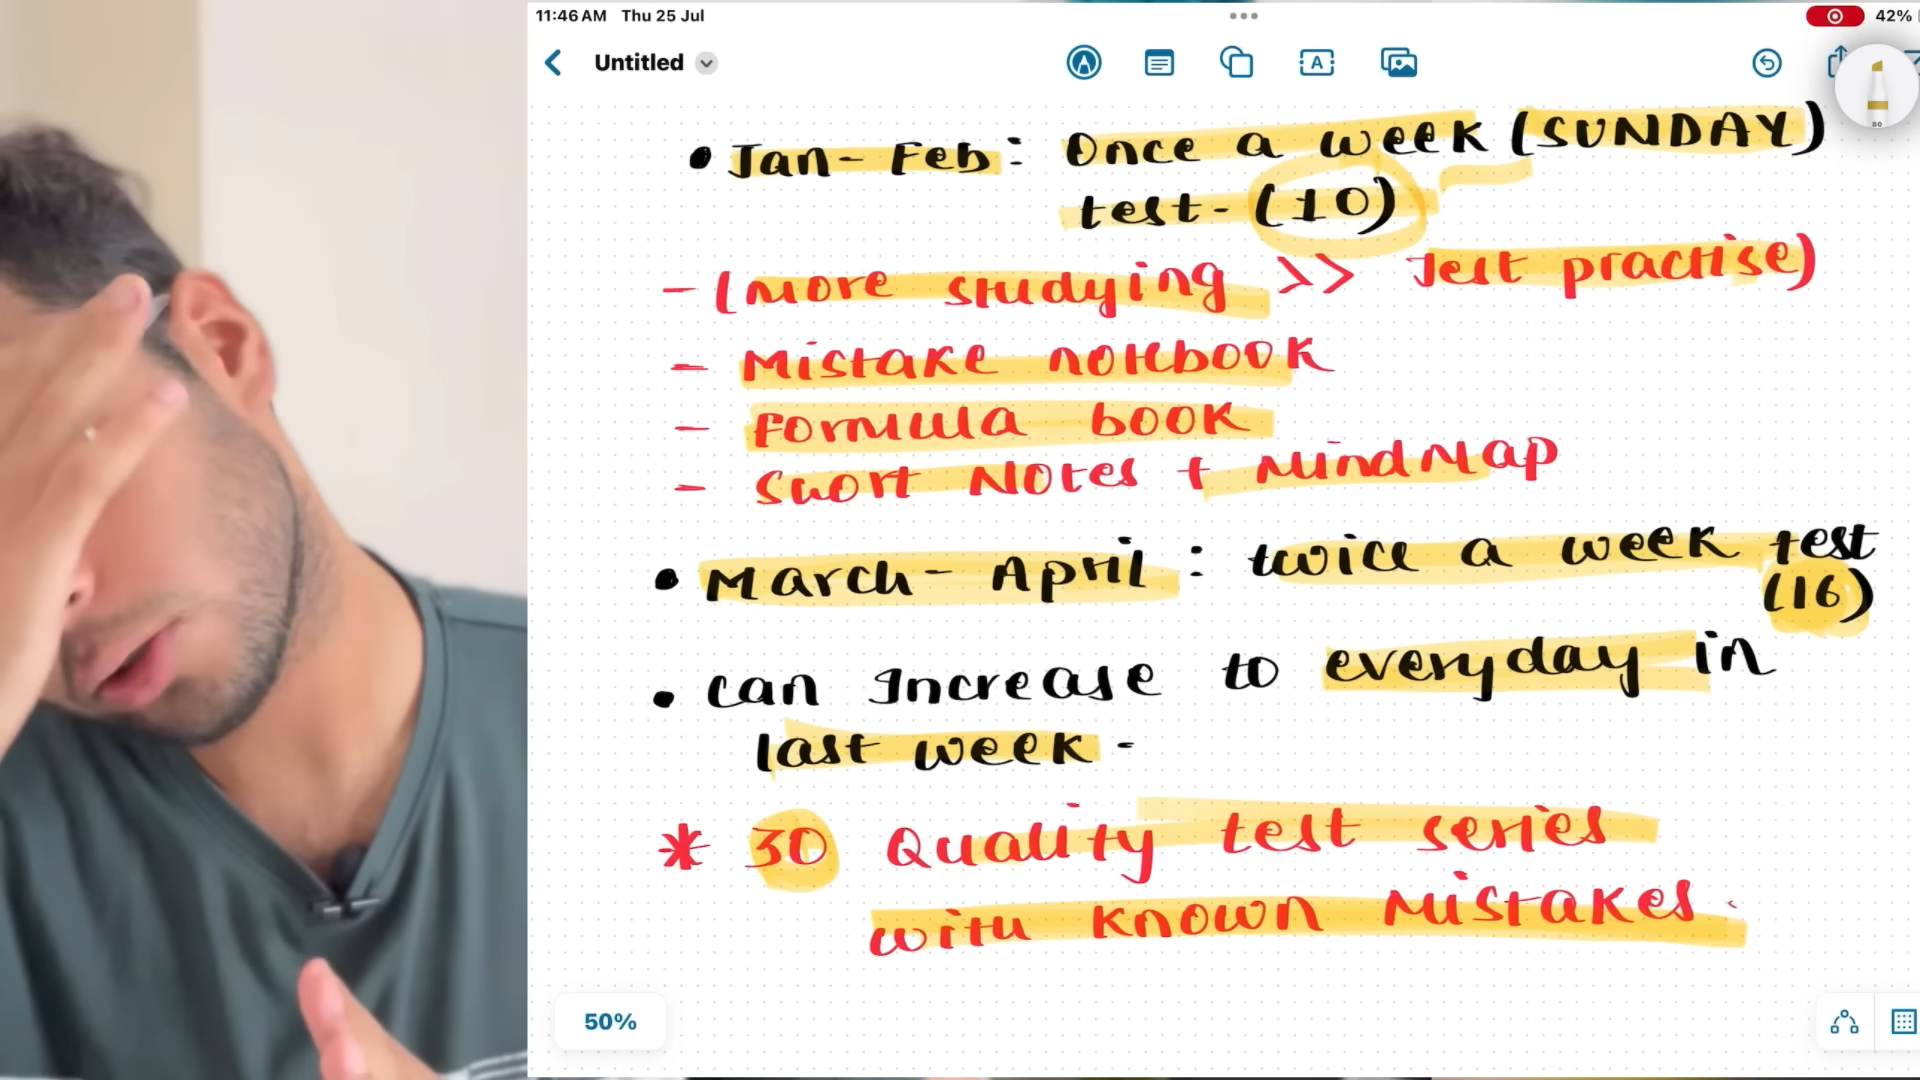 11:46 AM Thu 25 Jul
42%
Untitled
A
80
• Jan - Feb : Once a week (SUNDAY)
test - (10)
- (More studying >> Test practise)
- Mistake notebook
- Formula book
- Short Notes + MindMap
• March - April : twice a week test
(16)
• can Increase to everyday in
last week -
* 30 Quality test series
with known Mistakes.
50%